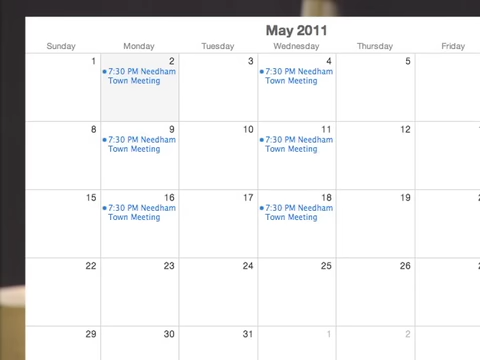 May 2011
Sunday Monday Tuesday Wednesday Thursday Friday
1 2 3 4 5
7:30 PM Needham
Town Meeting
7:30 PM Needham
Town Meeting
8 9 10 11 12
7:30 PM Needham
Town Meeting
7:30 PM Needham
Town Meeting
15 16 17 18 19
7:30 PM Needham
Town Meeting
7:30 PM Needham
Town Meeting
22 23 24 25 26
29 30 31 1 2